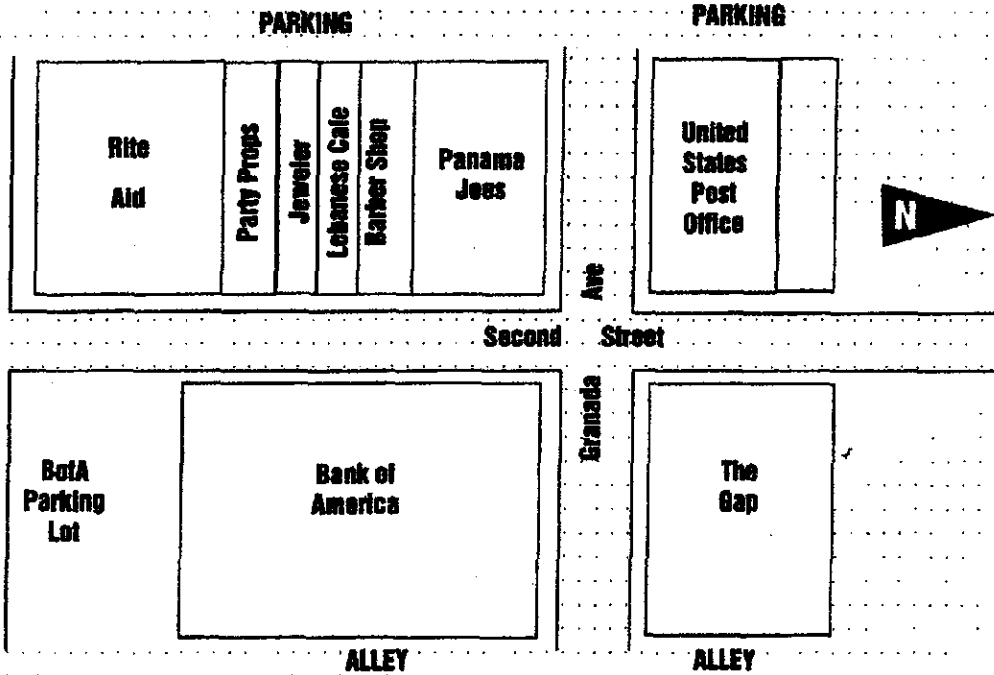 PARKING
PARKING
Rite
Aid
Party Props
Jeweler
Lebanese Cafe
Barber Shop
Panama
Joes
United
States
Post
Office
N
Ave
Second Street
Granada
BofA
Parking
Lot
Bank of
America
The
Gap
ALLEY
ALLEY